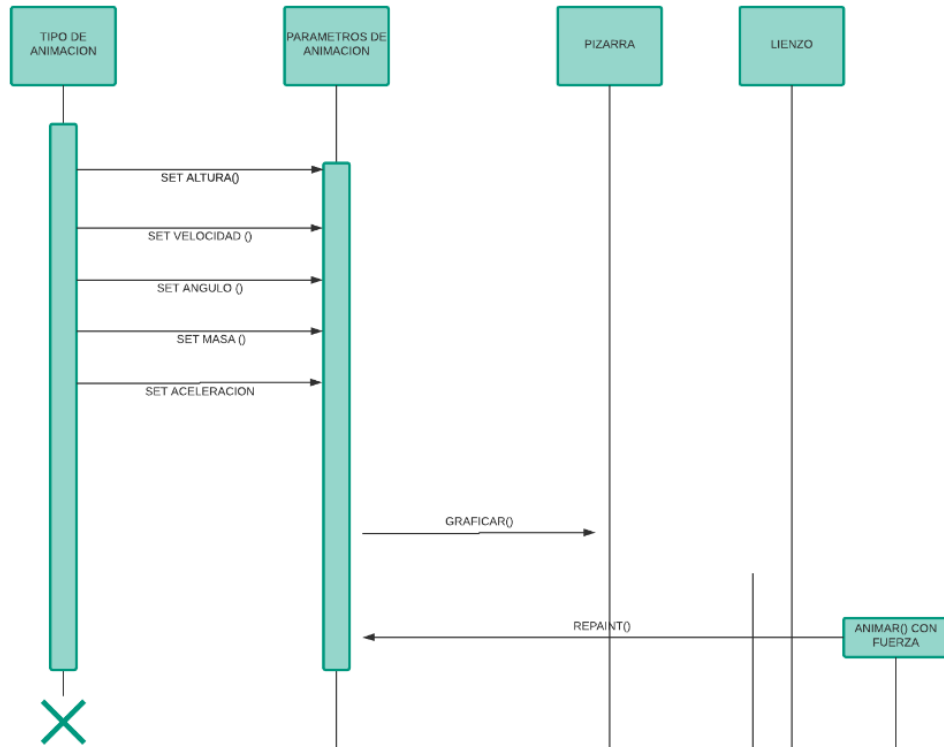 TIPO DE
ANIMACION
PARAMETROS DE
ANIMACION
PIZARRA
LIENZO
SET ALTURA()
SET VELOCIDAD ()
SET ANGULO ()
SET MASA ()
SET ACELERACION
GRAFICAR()
REPAINT()
ANIMAR() CON
FUERZA